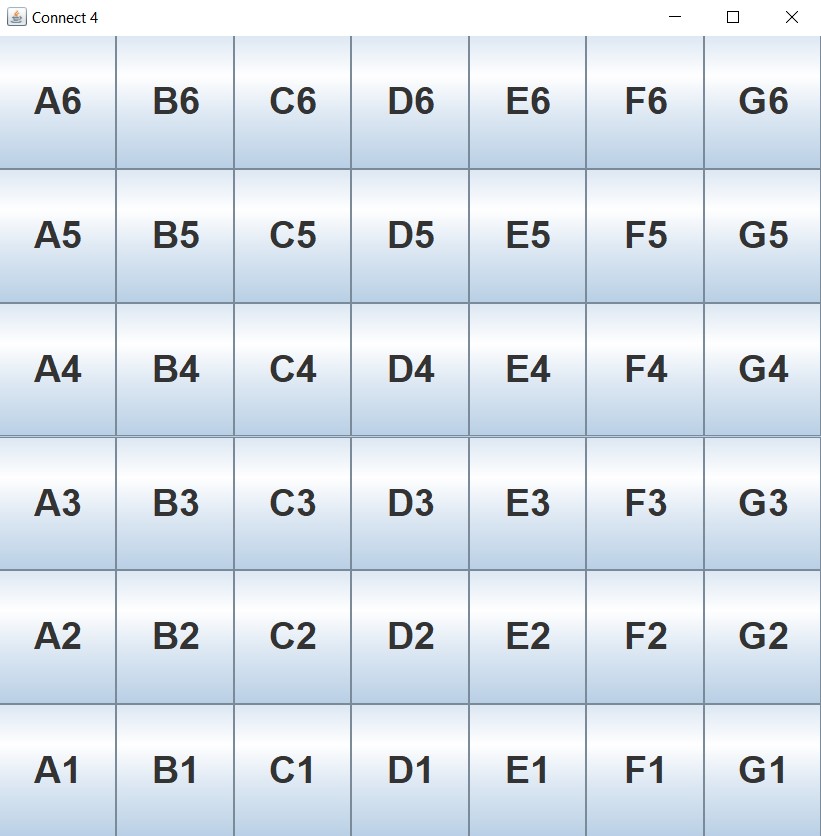 Connect 4
A6 B6 C6 D6 E6 F6 G6
A5 B5 C5 D5 E5 F5 G5
A4 B4 C4 D4 E4 F4 G4
A3 B3 C3 D3 E3 F3 G3
A2 B2 C2 D2 E2 F2 G2
A1 B1 C1 D1 E1 F1 G1